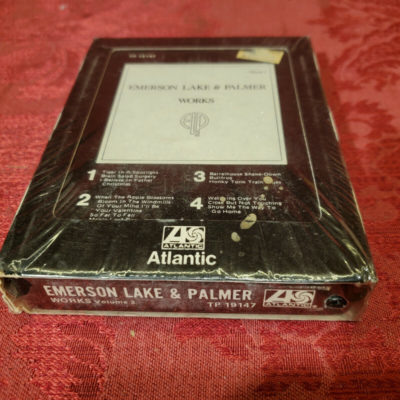 TP 19147
EMERSON LAKE & PALMER
WORKS
ELP
1 Tiger In A Spotlight
Brain Salad Surgery
I Believe In Father
Christmas
3 Barrelhouse Shake-Down
Bullfrog
Honky Tonk Train Blues
2 When The Apple Blossoms
Bloom In The Windmills
Of Your Mind I'll Be
Your Valentine
So Far To Fall
4 Watching Over You
Close But Not Touching
Show Me The Way To
Go Home
ATLANTIC
Atlantic
EMERSON LAKE & PALMER
WORKS Volume 2
TP 19147
ATLANTIC